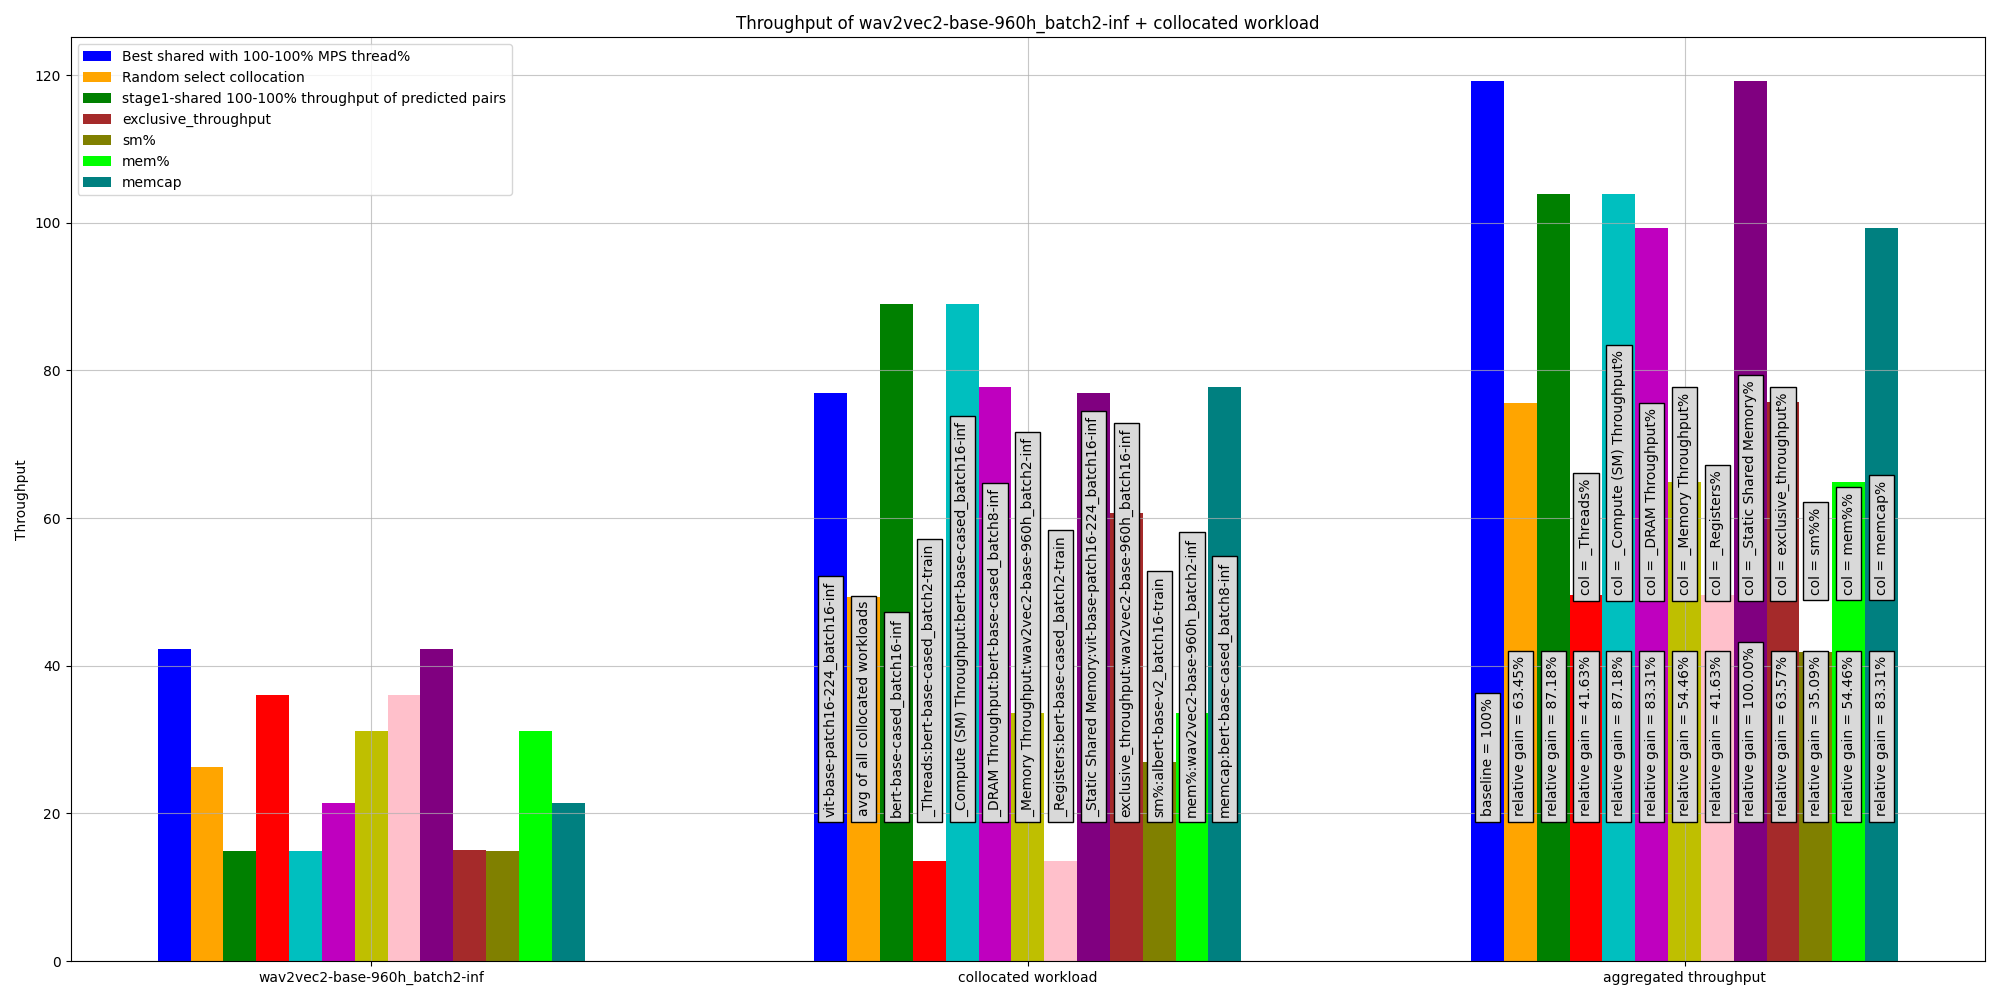 Throughput of wav2vec2-base-960h_batch2-inf + collocated workload
Best shared with 100-100% MPS thread%
Random select collocation
stage1-shared 100-100% throughput of predicted pairs
exclusive_throughput
sm%
mem%
memcap
Throughput
120
100
80
60
40
20
0
vit-base-patch16-224_batch16-inf
avg of all collocated workloads
bert-base-cased_batch16-inf
_Threads:bert-base-cased_batch2-train
_Compute (SM) Throughput:bert-base-cased_batch16-inf
_DRAM Throughput:bert-base-cased_batch8-inf
_Memory Throughput:wav2vec2-base-960h_batch2-inf
_Registers:bert-base-cased_batch2-train
_Static Shared Memory:vit-base-patch16-224_batch16-inf
exclusive_throughput:wav2vec2-base-960h_batch16-inf
sm%:albert-base-v2_batch16-train
mem%:wav2vec2-base-960h_batch2-inf
memcap:bert-base-cased_batch8-inf
col = _Threads%
col = _Compute (SM) Throughput%
col = _DRAM Throughput%
col = _Memory Throughput%
col = _Registers%
col = _Static Shared Memory%
col = exclusive_throughput%
col = sm%%
col = mem%%
col = memcap%
baseline = 100%
relative gain = 63.45%
relative gain = 87.18%
relative gain = 41.63%
relative gain = 87.18%
relative gain = 83.31%
relative gain = 54.46%
relative gain = 41.63%
relative gain = 100.00%
relative gain = 63.57%
relative gain = 35.09%
relative gain = 54.46%
relative gain = 83.31%
wav2vec2-base-960h_batch2-inf
collocated workload
aggregated throughput